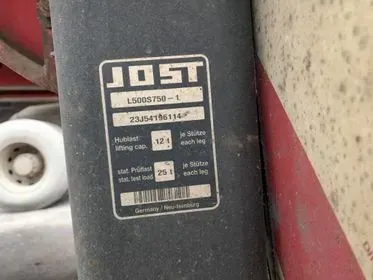 JOST
L500S750-1
23J54196114
Hublast je Stütze
lifting cap. 12 t each leg
stat. Prüflast je Stütze
stat. test load 25 t each leg
Germany / Neu-Isenburg